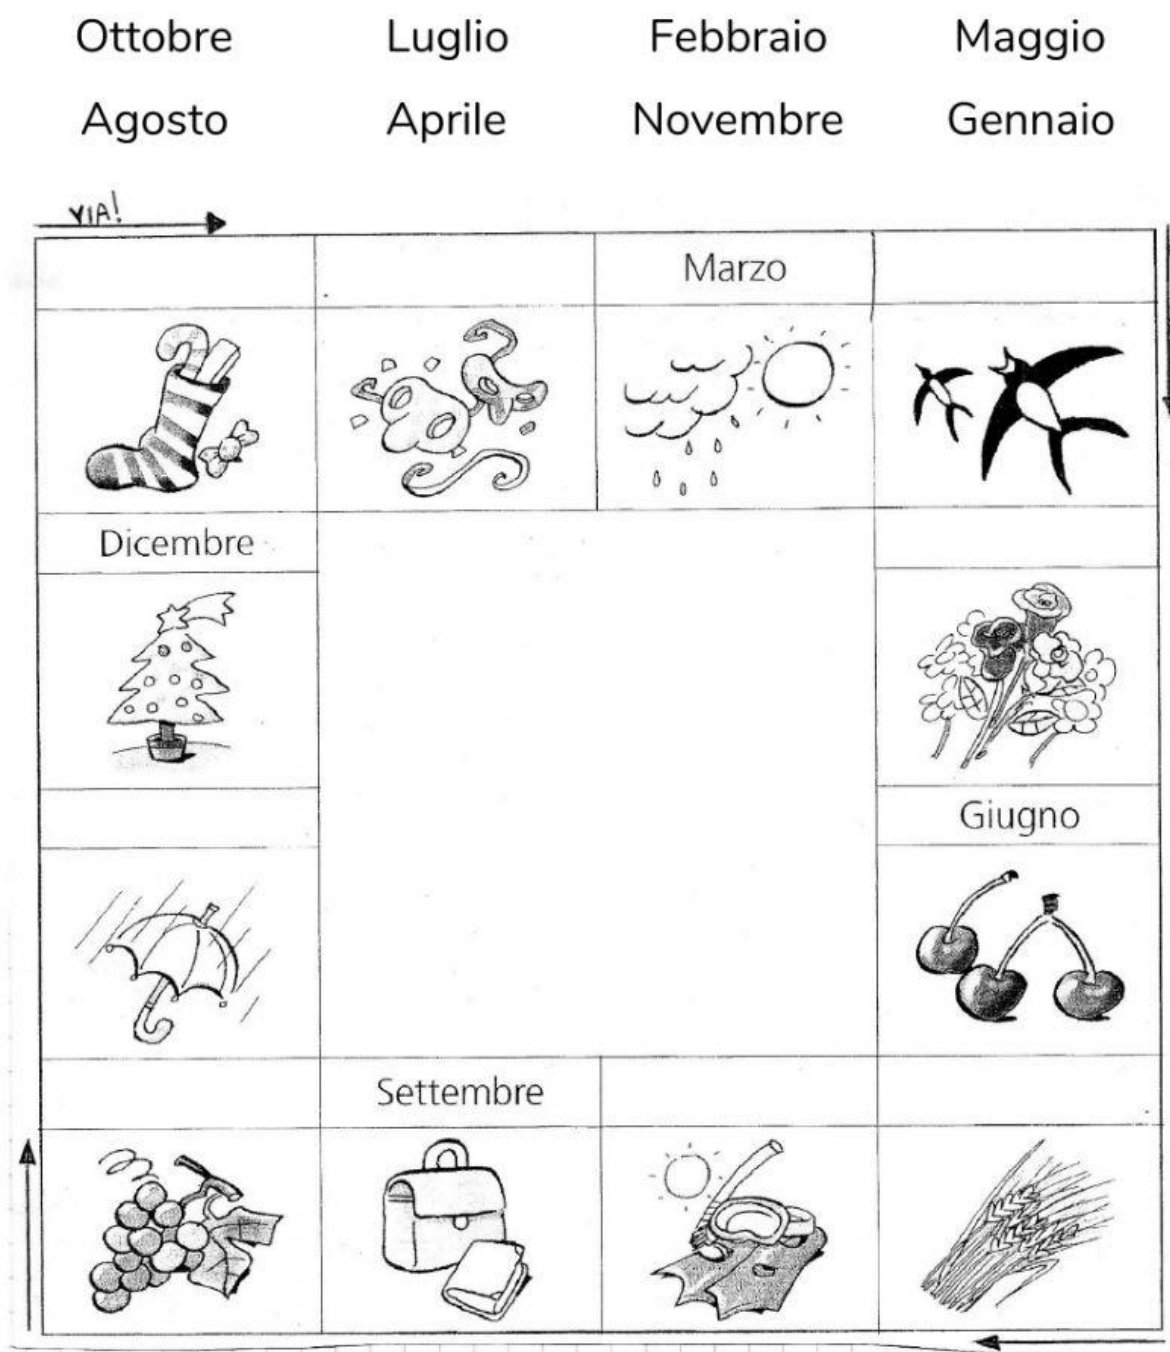 Ottobre Luglio Febbraio Maggio
Agosto Aprile Novembre Gennaio
VIA!
Marzo
Dicembre
Giugno
Settembre